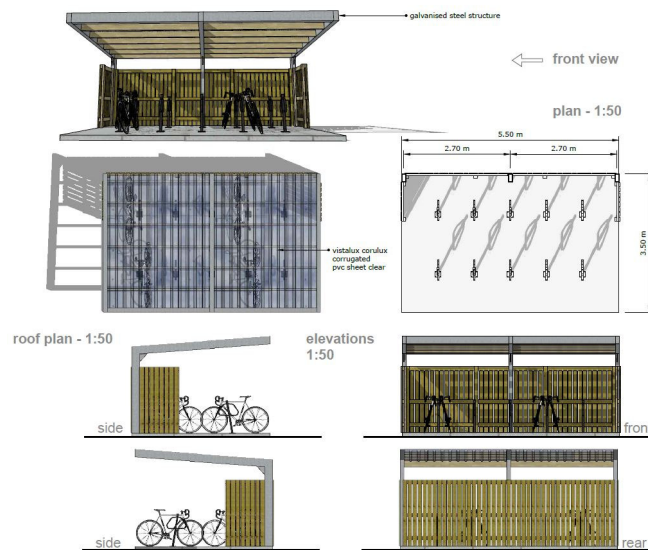 galvanised steel structure
front view
plan - 1:50
5.50 m
2.70 m
2.70 m
3.50 m
vistalux corulux
corrugated
pvc sheet clear
roof plan - 1:50
elevations
1:50
side
front
side
rear